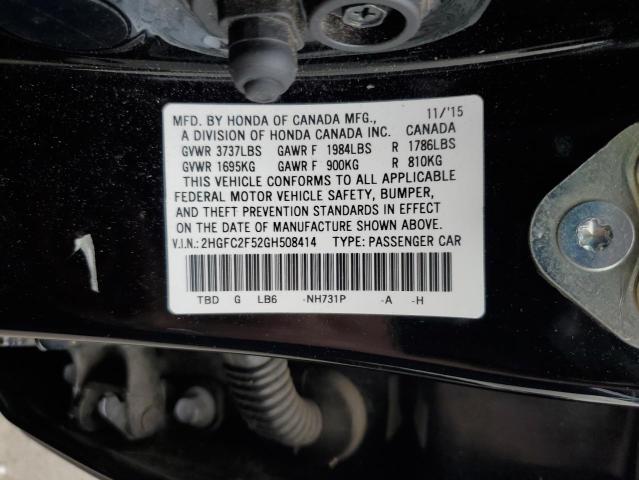 MFD. BY HONDA OF CANADA MFG., 11/'15
A DIVISION OF HONDA CANADA INC. CANADA
GVWR 3737LBS GAWR F 1984LBS R 1786LBS
GVWR 1695KG GAWR F 900KG R 810KG
THIS VEHICLE CONFORMS TO ALL APPLICABLE
FEDERAL MOTOR VEHICLE SAFETY, BUMPER,
AND THEFT PREVENTION STANDARDS IN EFFECT
ON THE DATE OF MANUFACTURE SHOWN ABOVE.
V.I.N.: 2HGFC2F52GH508414 TYPE: PASSENGER CAR
TBD G LB6 -NH731P -A -H